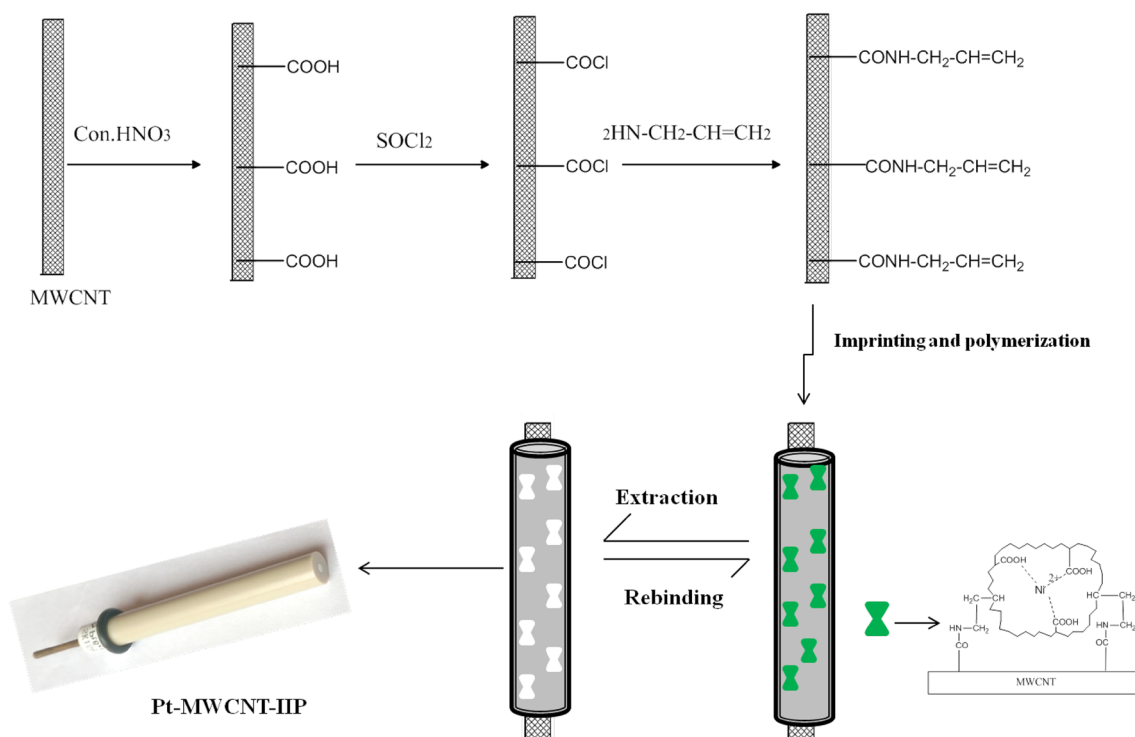 MWCNT
Con.HNO3
COOH
COOH
COOH
SOCl2
COCl
COCl
COCl
2HN-CH2-CH=CH2
CONH-CH2-CH=CH2
CONH-CH2-CH=CH2
CONH-CH2-CH=CH2
Imprinting and polymerization
Extraction
Rebinding
Pt-MWCNT-IIP
COOH
2+
COOH
Ni
H2C
CH
HC
CH2
COOH
HN
CH2
HN
CH2
CO
OC
MWCNT